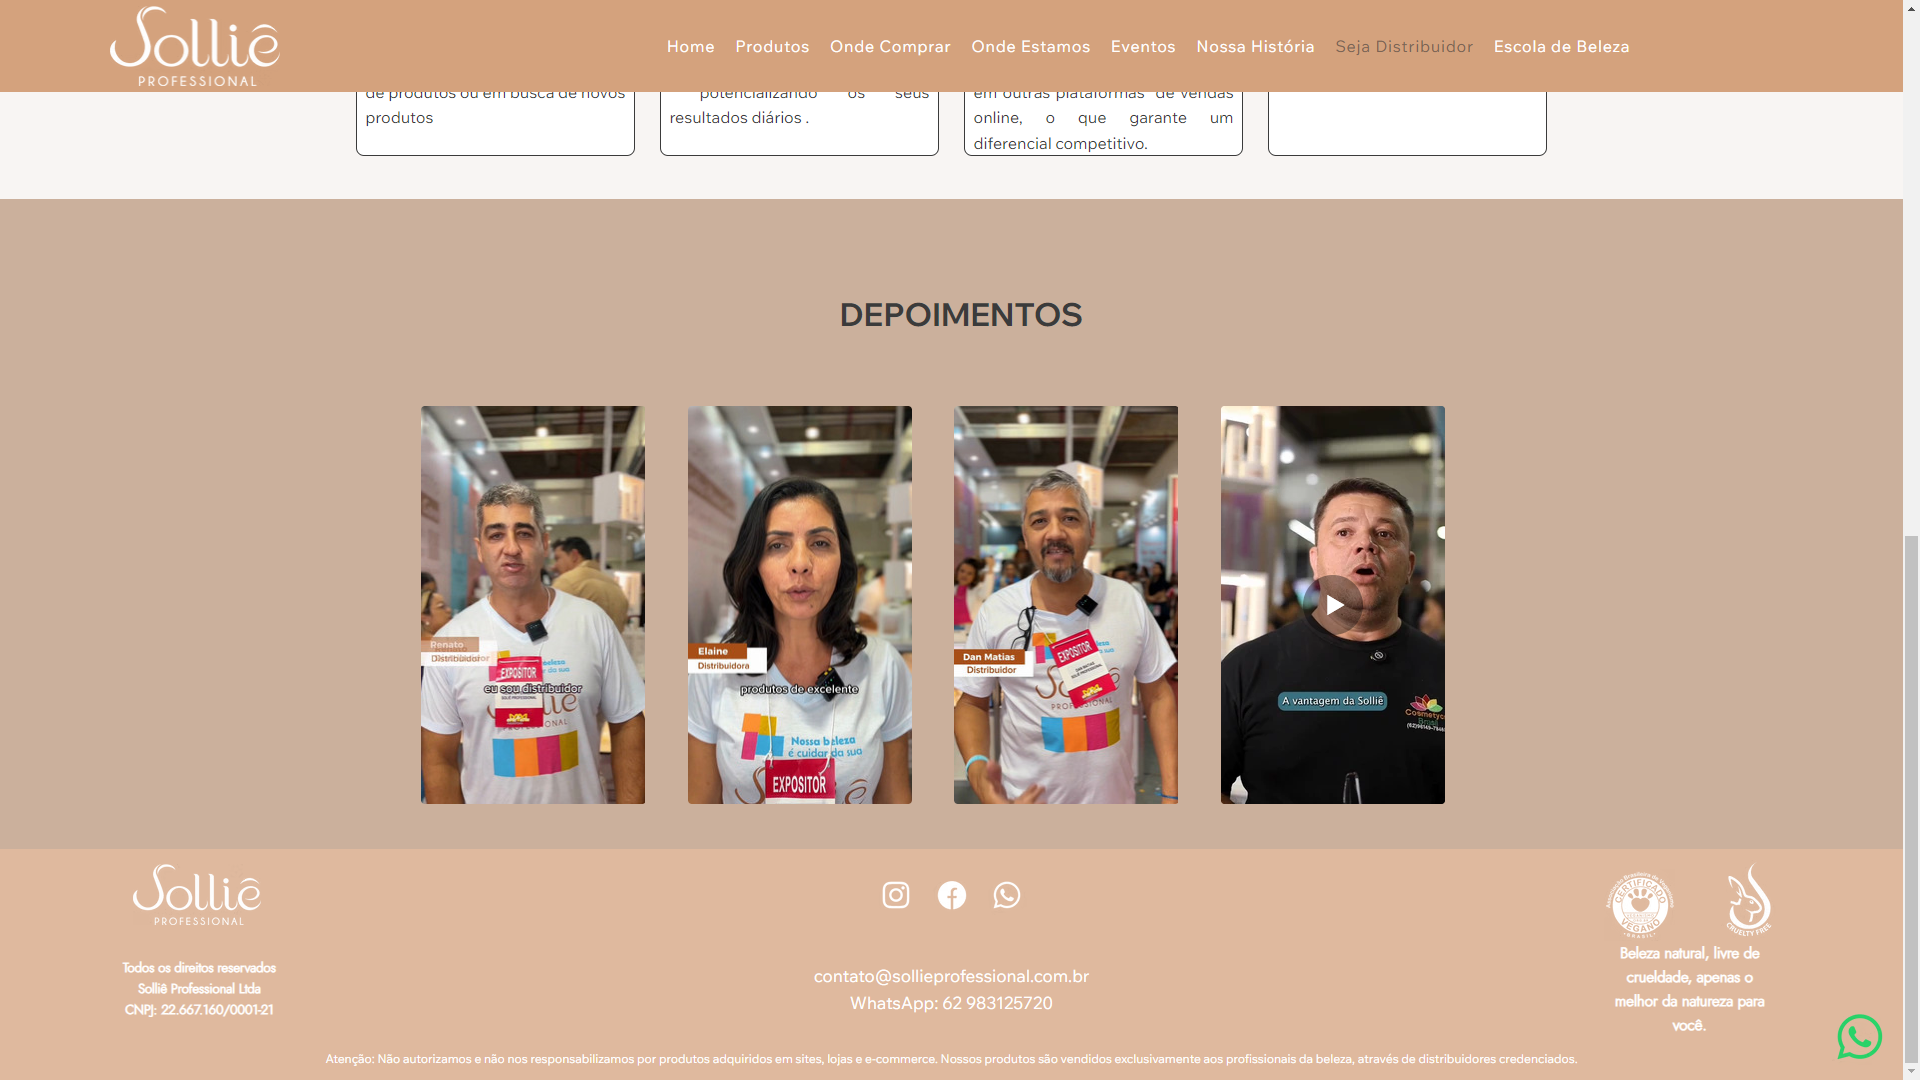 Solliê
PROFESSIONAL
Home Produtos Onde Comprar Onde Estamos Eventos Nossa História Seja Distribuidor Escola de Beleza
de produtos ou em busca de novos
produtos
potencializando os seus
resultados diários .
em outras plataformas de vendas
online, o que garante um
diferencial competitivo.
DEPOIMENTOS
Renato
Distribuidor
EXPOSITOR
eu sou distribuidor
Elaine
Distribuidora
produtos de excelente
Nossa beleza
é cuidar da sua
EXPOSITOR
Dan Matias
Distribuidor
EXPOSITOR
A vantagem da Solliê
Cosmetyc
Brasil
Solliê
PROFESSIONAL
Todos os direitos reservados
Solliê Professional Ltda
CNPJ: 22.667.160/0001-21
contato@sollieprofessional.com.br
WhatsApp: 62 983125720
CERTIFICADO
VEGANO
BRASIL
CRUELTY FREE
Beleza natural, livre de
crueldade, apenas o
melhor da natureza para
você.
Atenção: Não autorizamos e não nos responsabilizamos por produtos adquiridos em sites, lojas e e-commerce. Nossos produtos são vendidos exclusivamente aos profissionais da beleza, através de distribuidores credenciados.